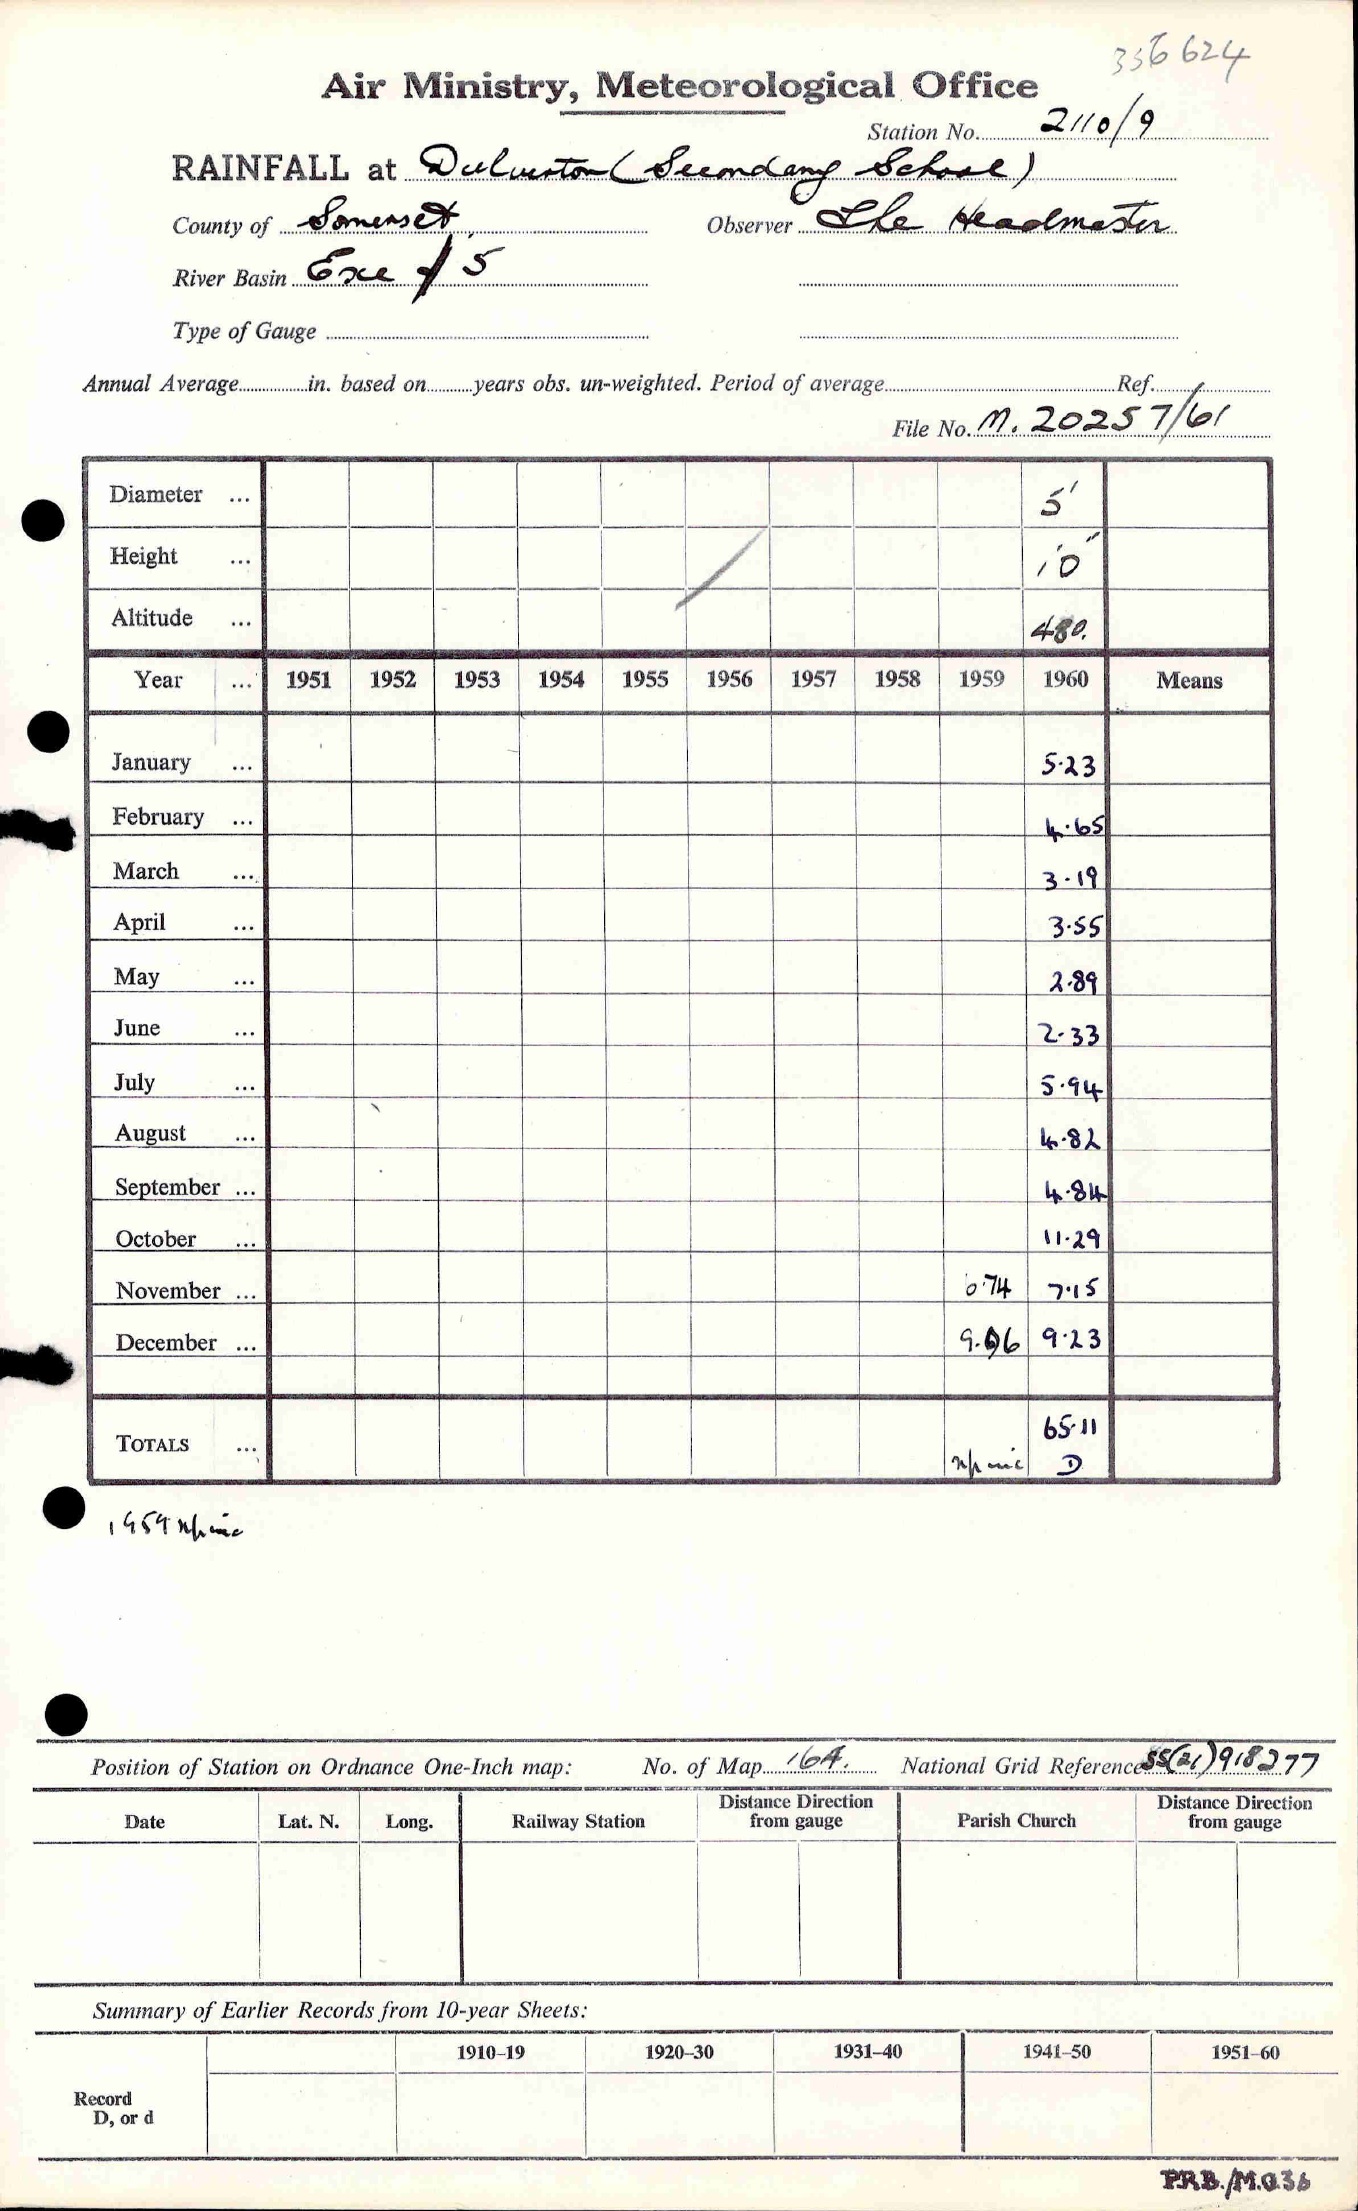 336624
Air Ministry, Meteorological Office
Station No. 2110/9
RAINFALL at Dulverton (Secondary School)
County of Somerset Observer The Headmaster
River Basin Exe /5
Type of Gauge
Annual Average in. based on years obs. un-weighted. Period of average Ref.
File No. M. 20257/61
Diameter ... 5'
Height ... 10"
Altitude ... 480.
Year ... 1951 1952 1953 1954 1955 1956 1957 1958 1959 1960 Means
January ... 5.23
February ... 4.65
March ... 3.19
April ... 3.55
May ... 2.89
June ... 2.33
July ... 5.94
August ... 4.82
September ... 4.84
October ... 11.29
November ... 6.74 7.15
December ... 9.06 9.23
TOTALS ... 65.11
D
1959
Position of Station on Ordnance One-Inch map: No. of Map 164. National Grid Reference SS(21)918277
Date Lat. N. Long. Railway Station Distance Direction from gauge Parish Church Distance Direction from gauge
Summary of Earlier Records from 10-year Sheets:
1910–19 1920–30 1931–40 1941–50 1951–60
Record
D, or d
PRB./M.O.36